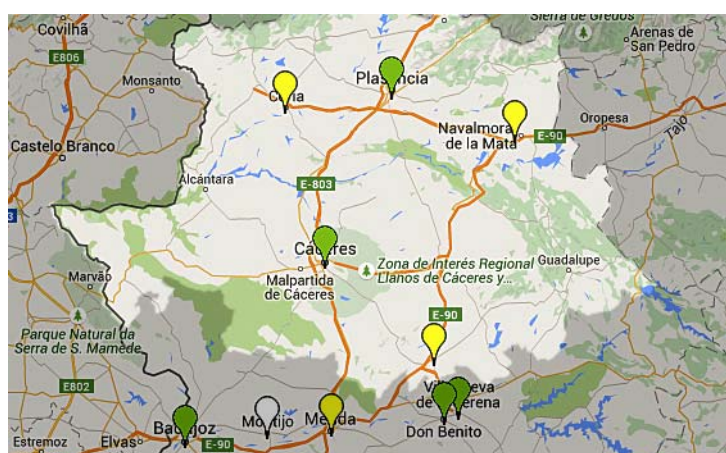 Covilhã
Sierra de Gredos
Arenas de
San Pedro
E806
Monsanto
Plasencia
Navalmoral
de la Mata
E-90
Oropesa
Tajo
Castelo Branco
Alcántara
E-803
Cáceres
Zona de Interés Regional
Llanos de Cáceres y...
Guadalupe
Malpartida
de Cáceres
Marvão
E-90
Parque Natural da
Serra de S. Mamede
E802
Don Benito
Montijo
Mérida
Badajoz
Elvas
E-90
Estremoz